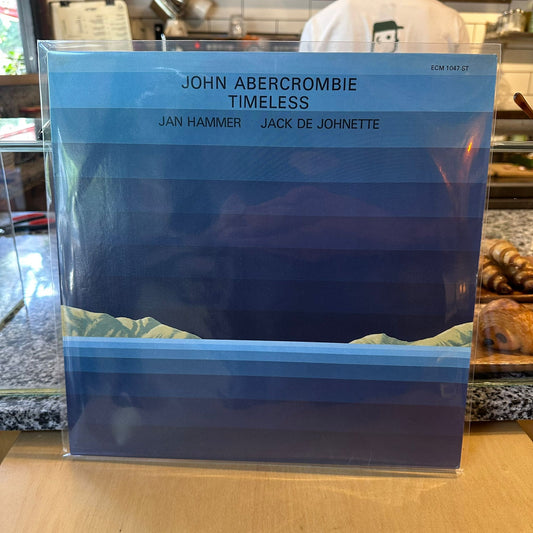 ECM 1047 ST
JOHN ABERCROMBIE
TIMELESS
JAN HAMMER JACK DE JOHNETTE